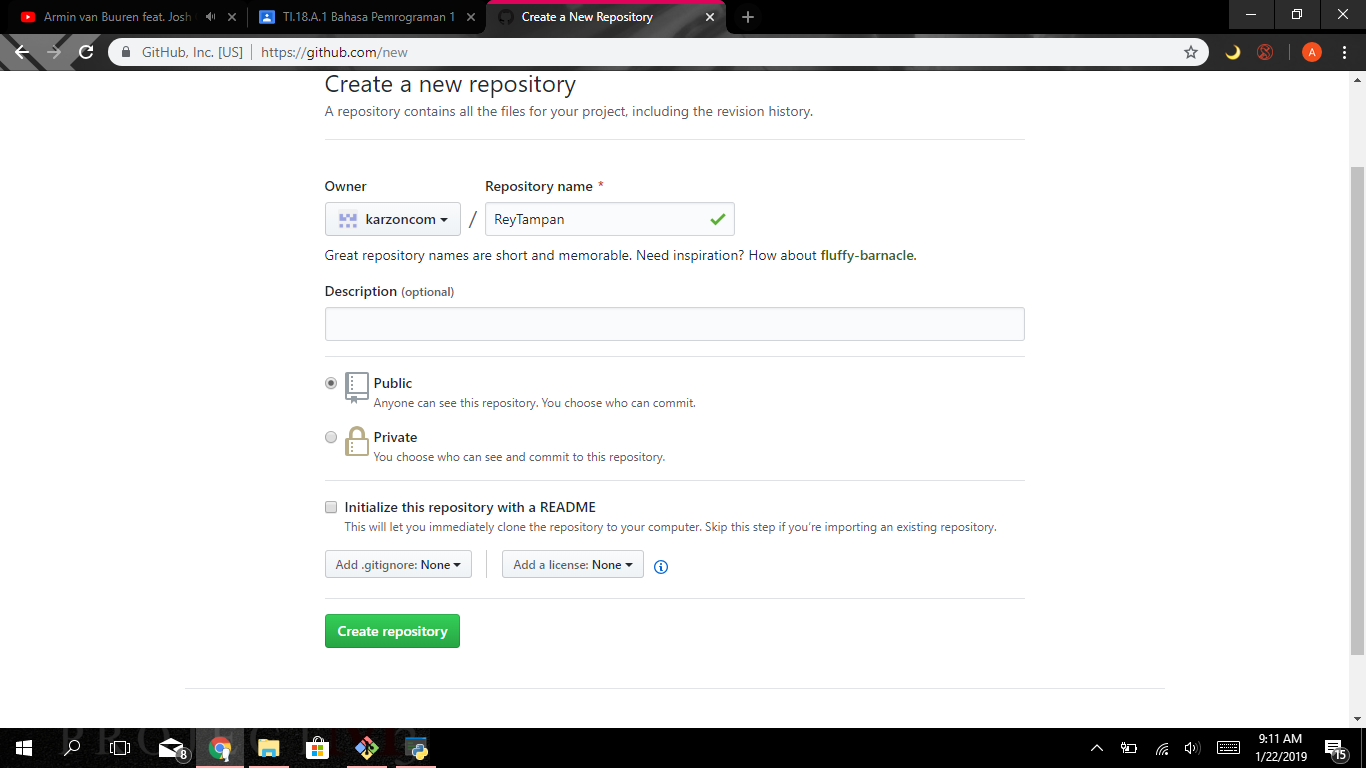 Armin van Buuren feat. Josh
TI.18.A.1 Bahasa Pemrograman 1
Create a New Repository
GitHub, Inc. [US]
https://github.com/new
A
Create a new repository
A repository contains all the files for your project, including the revision history.
Owner
Repository name *
karzoncom
/
ReyTampan
Great repository names are short and memorable. Need inspiration? How about fluffy-barnacle.
Description (optional)
Public
Anyone can see this repository. You choose who can commit.
Private
You choose who can see and commit to this repository.
Initialize this repository with a README
This will let you immediately clone the repository to your computer. Skip this step if you're importing an existing repository.
Add .gitignore: None
Add a license: None
Create repository
8
9:11 AM
1/22/2019
15